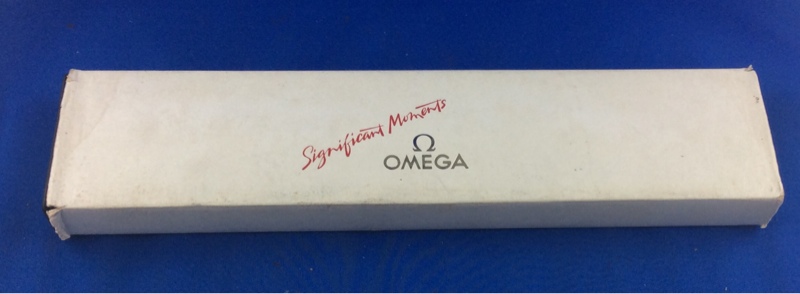 Significant Moments
Ω
OMEGA